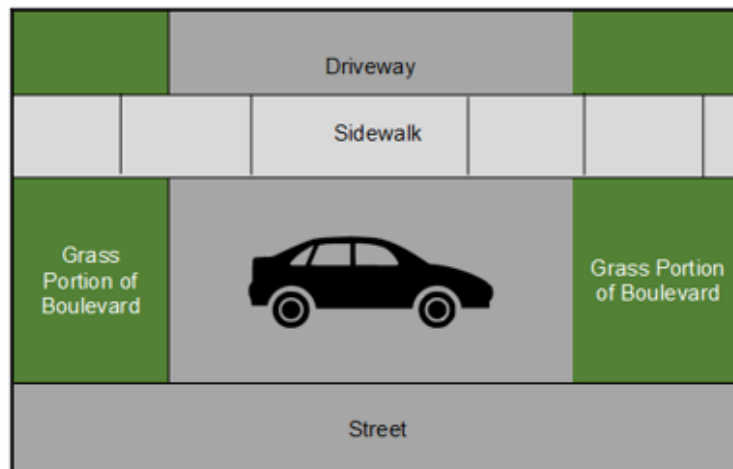 Driveway
Sidewalk
Grass
Portion of
Boulevard
Grass Portion
of Boulevard
Street